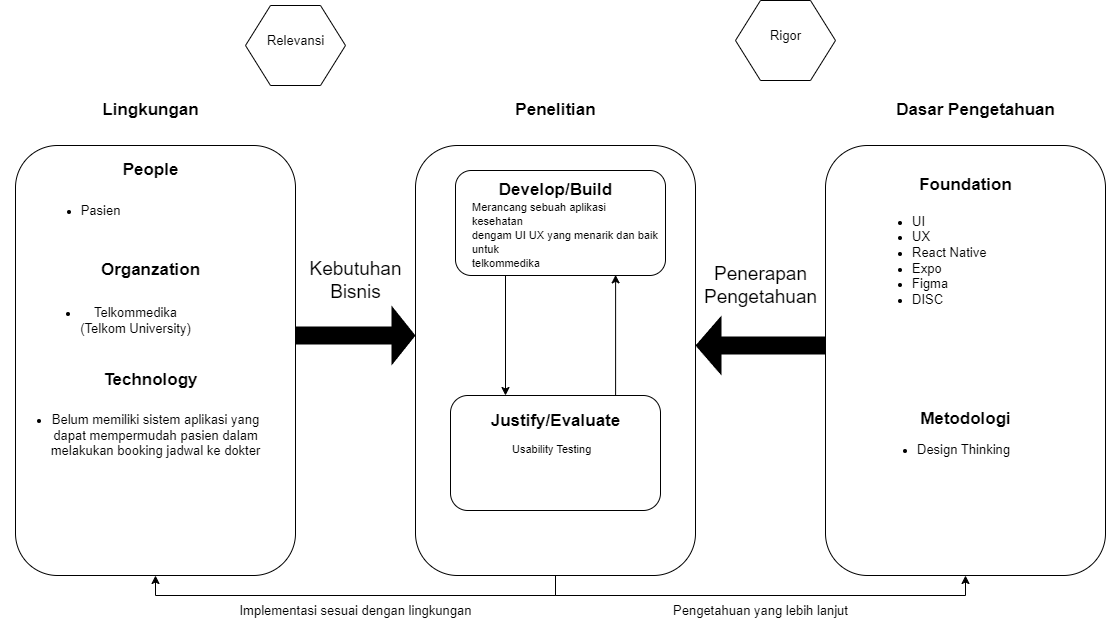 Relevansi
Rigor
Lingkungan
Penelitian
Dasar Pengetahuan
People
Pasien
Organzation
Telkommedika
(Telkom University)
Technology
Belum memiliki sistem aplikasi yang
dapat mempermudah pasien dalam
melakukan booking jadwal ke dokter
Kebutuhan
Bisnis
Develop/Build
Merancang sebuah aplikasi
kesehatan
dengam UI UX yang menarik dan baik
untuk
telkommedika
Justify/Evaluate
Usability Testing
Penerapan
Pengetahuan
Foundation
UI
UX
React Native
Expo
Figma
DISC
Metodologi
Design Thinking
Implementasi sesuai dengan lingkungan
Pengetahuan yang lebih lanjut